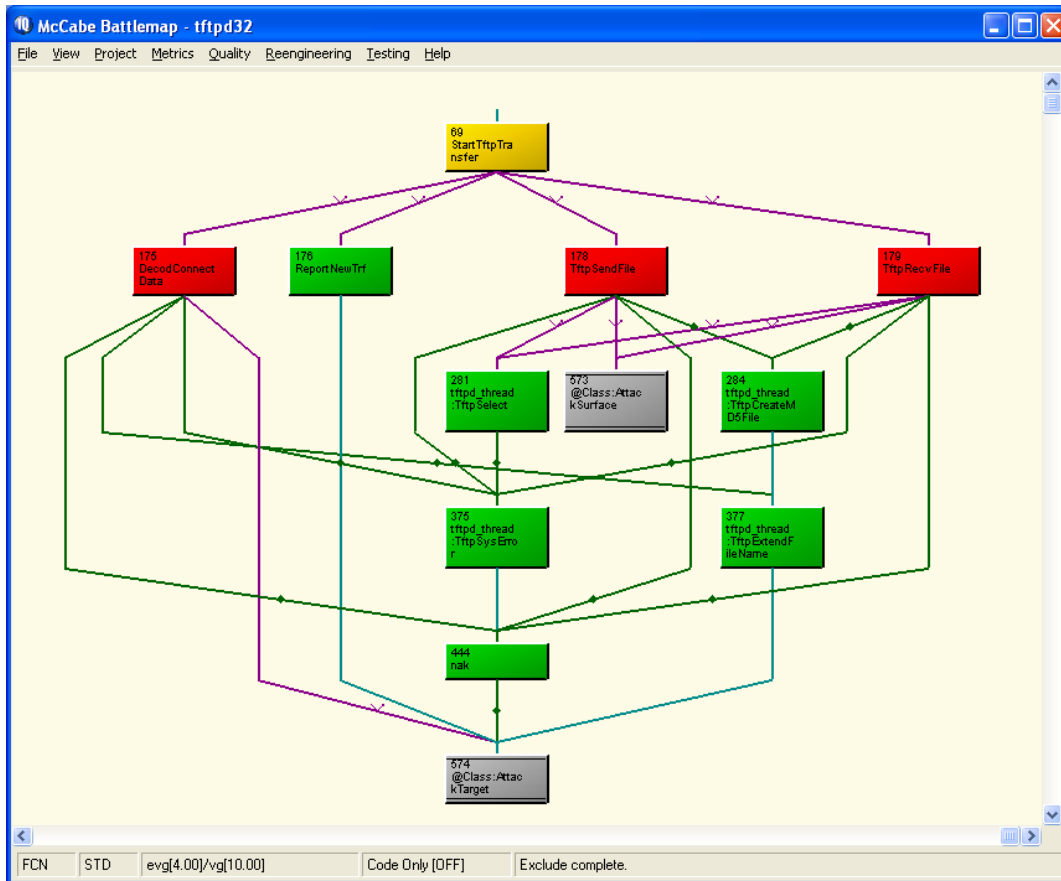 McCabe Battlemap - tftpd32
File View Project Metrics Quality Reengineering Testing Help
69
StartTftpTra
nsfer
175
DecodConnect
Data
176
ReportNewTrf
178
TftpSendFile
179
TftpRecvFile
281
tftpd_thread
:TftpSelect
573
@Class:Attac
kSurface
284
tftpd_thread
:TftpCreateM
D5File
375
tftpd_thread
:TftpSysErro
r
377
tftpd_thread
:TftpExtendF
ileName
444
nak
574
@Class:Attac
kTarget
FCN STD evg[4.00]/vg[10.00] Code Only [OFF] Exclude complete.